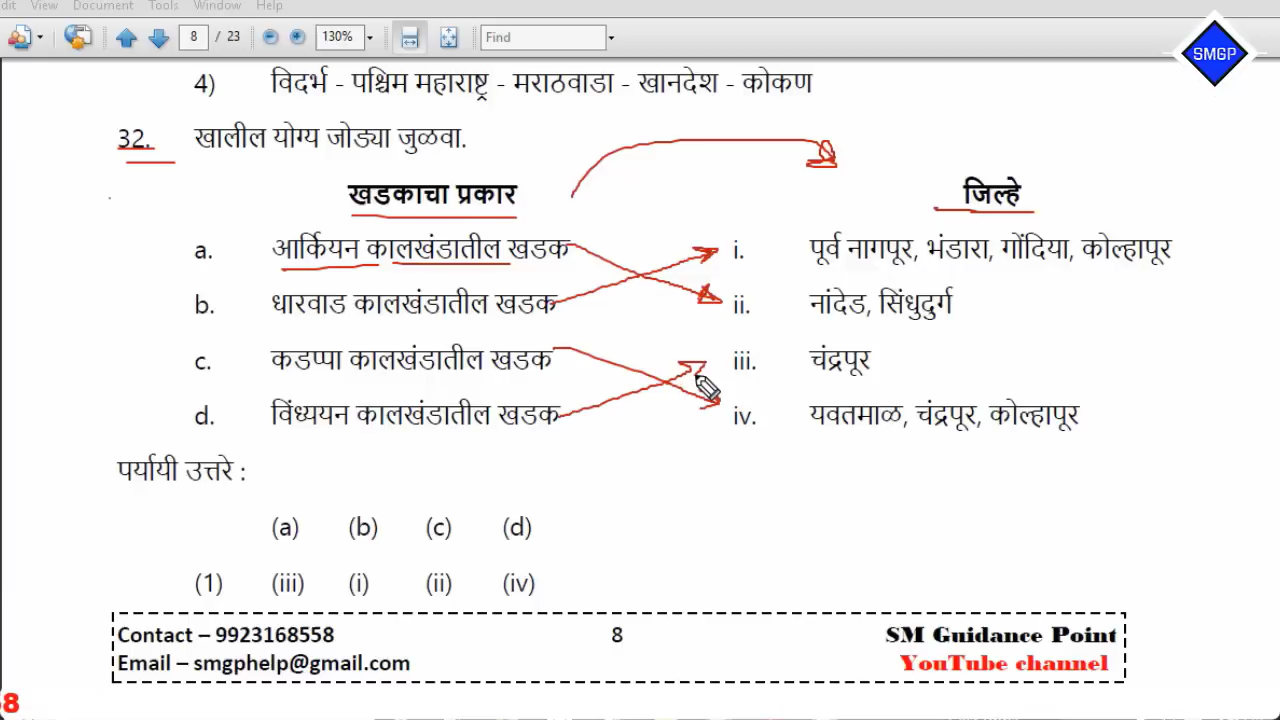 dit View Document Tools Window Help
8 / 23 130% Find
SMGP
4) विदर्भ - पश्चिम महाराष्ट्र - मराठवाडा - खानदेश - कोकण
32. खालील योग्य जोड्या जुळवा.
खडकाचा प्रकार जिल्हे
a. आर्कियन कालखंडातील खडक i. पूर्व नागपूर, भंडारा, गोंदिया, कोल्हापूर
b. धारवाड कालखंडातील खडक ii. नांदेड, सिंधुदुर्ग
c. कडप्पा कालखंडातील खडक iii. चंद्रपूर
d. विंध्ययन कालखंडातील खडक iv. यवतमाळ, चंद्रपूर, कोल्हापूर
पर्यायी उत्तरे :
(a) (b) (c) (d)
(1) (iii) (i) (ii) (iv)
Contact – 9923168558 8 SM Guidance Point
Email – smgphelp@gmail.com YouTube channel
8